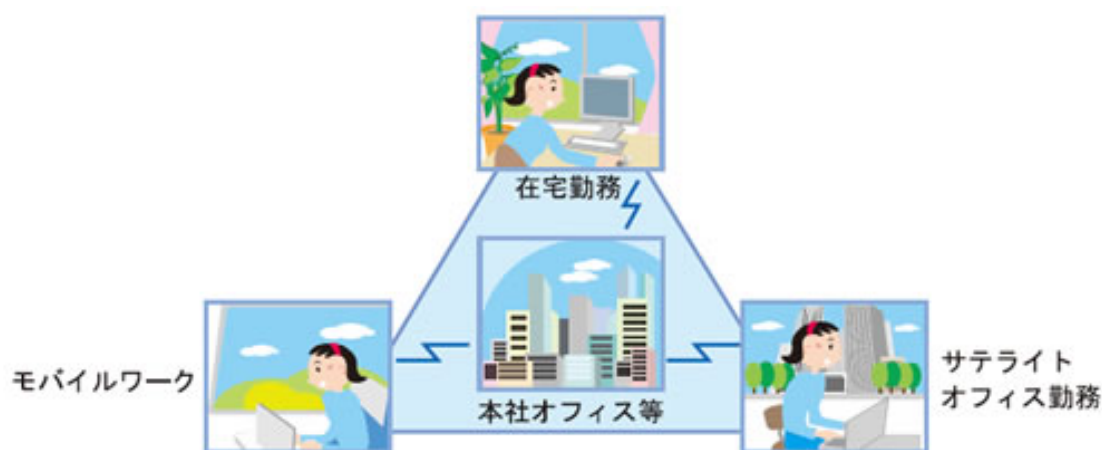 在宅勤務
モバイルワーク
本社オフィス等
サテライト
オフィス勤務